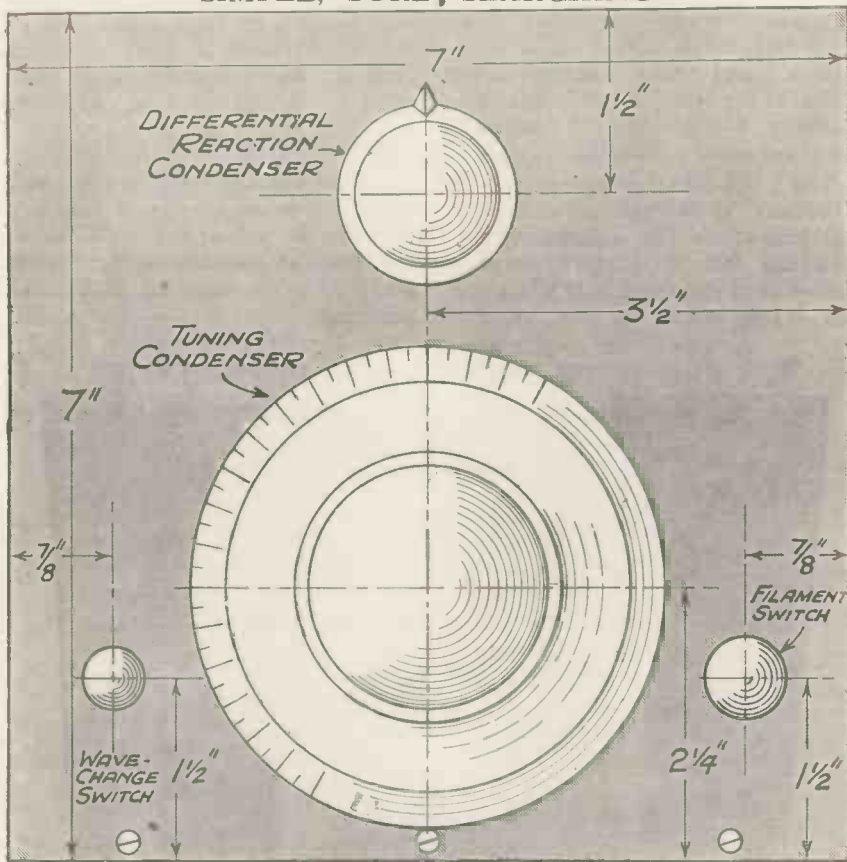 7"
1½"
DIFFERENTIAL
REACTION
CONDENSER
3½"
TUNING
CONDENSER
7"
⅞"
⅞"
FILAMENT
SWITCH
WAVE-
CHANGE
SWITCH
1½"
2¼"
1½"